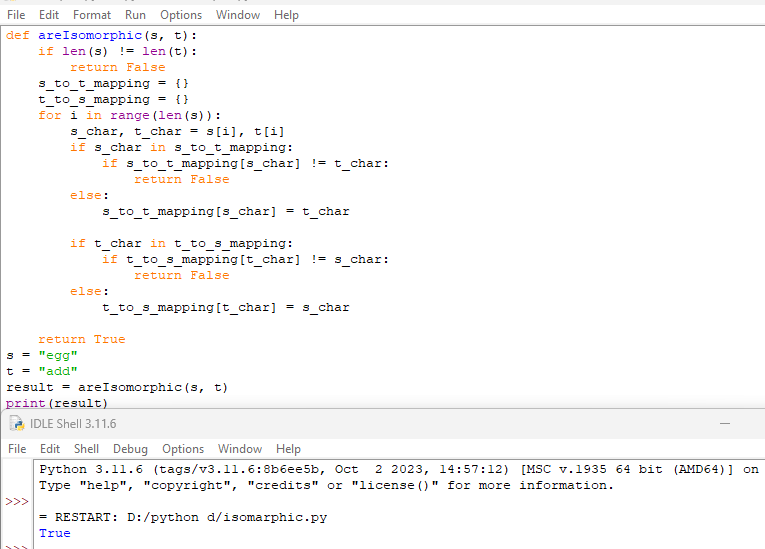 File Edit Format Run Options Window Help
def areIsomorphic(s, t):
    if len(s) != len(t):
        return False
    s_to_t_mapping = {}
    t_to_s_mapping = {}
    for i in range(len(s)):
        s_char, t_char = s[i], t[i]
        if s_char in s_to_t_mapping:
            if s_to_t_mapping[s_char] != t_char:
                return False
        else:
            s_to_t_mapping[s_char] = t_char

        if t_char in t_to_s_mapping:
            if t_to_s_mapping[t_char] != s_char:
                return False
        else:
            t_to_s_mapping[t_char] = s_char

    return True
s = "egg"
t = "add"
result = areIsomorphic(s, t)
print(result)
IDLE Shell 3.11.6
File Edit Shell Debug Options Window Help
Python 3.11.6 (tags/v3.11.6:8b6ee5b, Oct  2 2023, 14:57:12) [MSC v.1935 64 bit (AMD64)] on
Type "help", "copyright", "credits" or "license()" for more information.
>>>
= RESTART: D:/python d/isomarphic.py
True
>>>